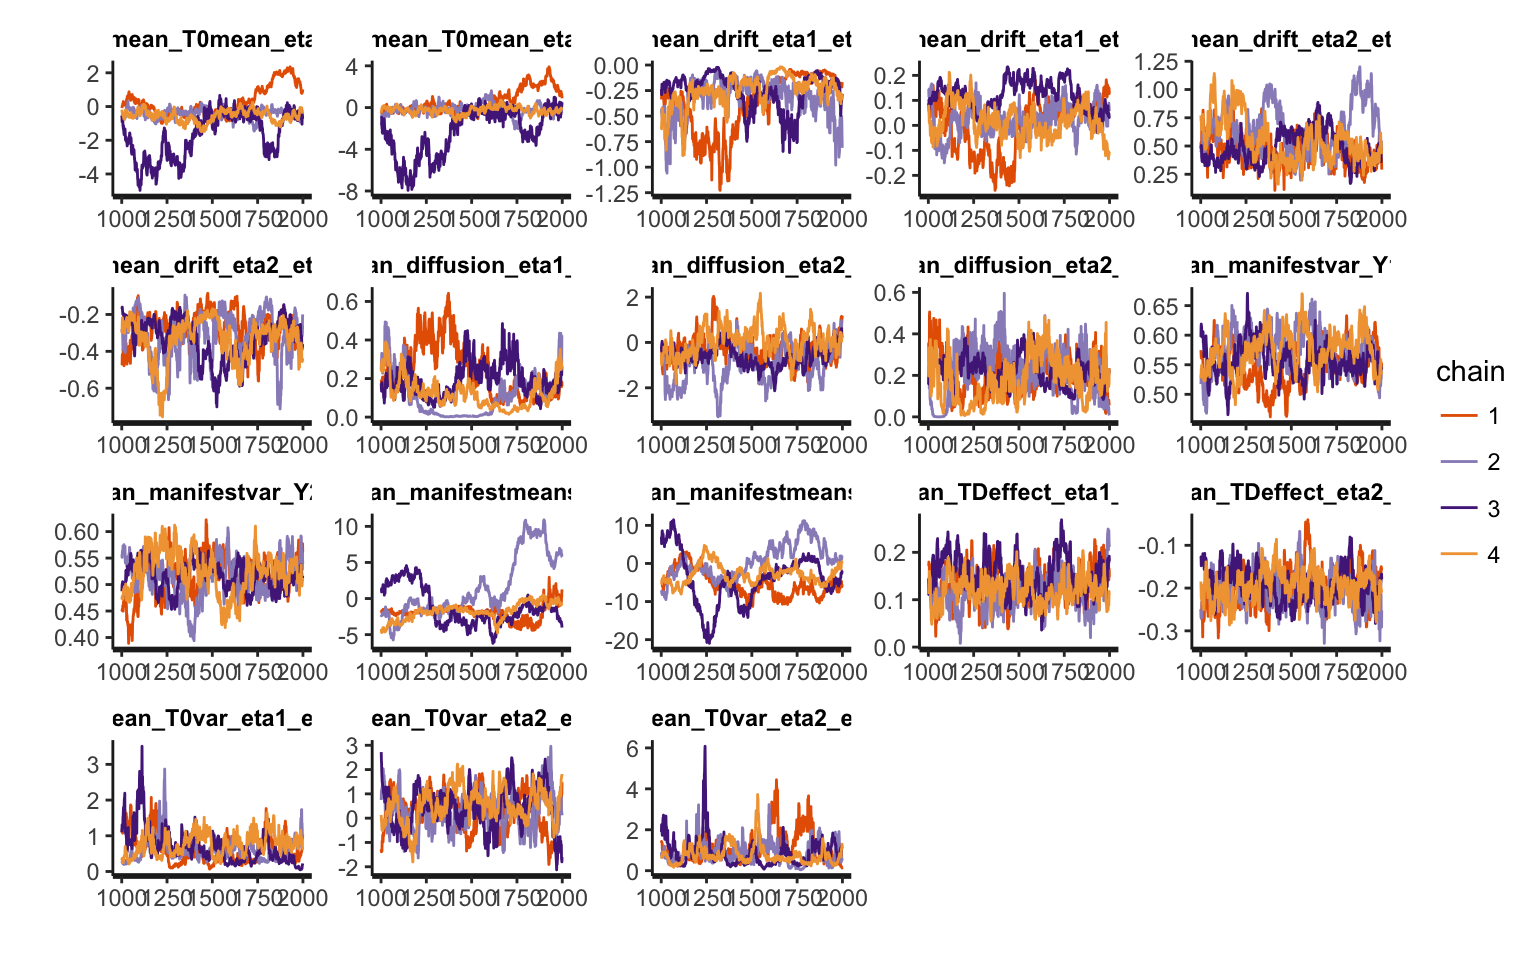 mean_T0mean_eta mean_T0mean_eta mean_drift_eta1_et mean_drift_eta1_et mean_drift_eta2_et
2 0 -2 -4
4 0 -4 -8
0.00 -0.25 -0.50 -0.75 -1.00 -1.25
0.2 0.1 0.0 -0.1 -0.2
1.25 1.00 0.75 0.50 0.25
1000 1250 1500 1750 2000 1000 1250 1500 1750 2000 1000 1250 1500 1750 2000 1000 1250 1500 1750 2000 1000 1250 1500 1750 2000
mean_drift_eta2_et an_diffusion_eta1_ an_diffusion_eta2_ an_diffusion_eta2_ an_manifestvar_Y1
-0.2 -0.4 -0.6
0.6 0.4 0.2 0.0
2 0 -2
0.6 0.4 0.2 0.0
0.65 0.60 0.55 0.50
1000 1250 1500 1750 2000 1000 1250 1500 1750 2000 1000 1250 1500 1750 2000 1000 1250 1500 1750 2000 1000 1250 1500 1750 2000
an_manifestvar_Y2 an_manifestmeans an_manifestmeans an_TDeffect_eta1_ an_TDeffect_eta2_
0.60 0.55 0.50 0.45 0.40
10 5 0 -5
10 0 -10 -20
0.2 0.1 0.0
-0.1 -0.2 -0.3
1000 1250 1500 1750 2000 1000 1250 1500 1750 2000 1000 1250 1500 1750 2000 1000 1250 1500 1750 2000 1000 1250 1500 1750 2000
ean_T0var_eta1_e ean_T0var_eta2_e ean_T0var_eta2_e
3 2 1 0
3 2 1 0 -1 -2
6 4 2 0
1000 1250 1500 1750 2000 1000 1250 1500 1750 2000 1000 1250 1500 1750 2000
chain
1
2
3
4